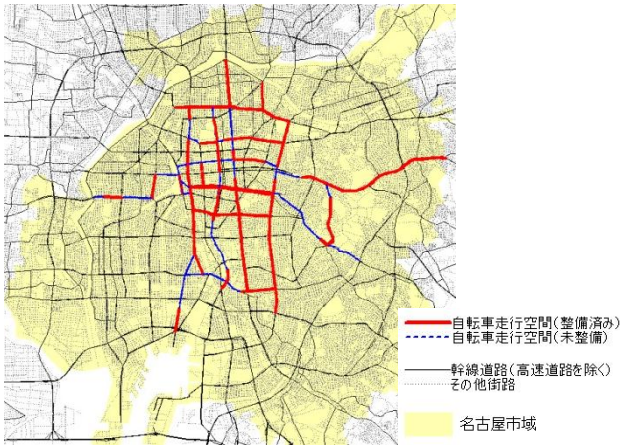 自転車走行空間(整備済み)
自転車走行空間(未整備)
幹線道路(高速道路を除く)
その他街路
名古屋市域